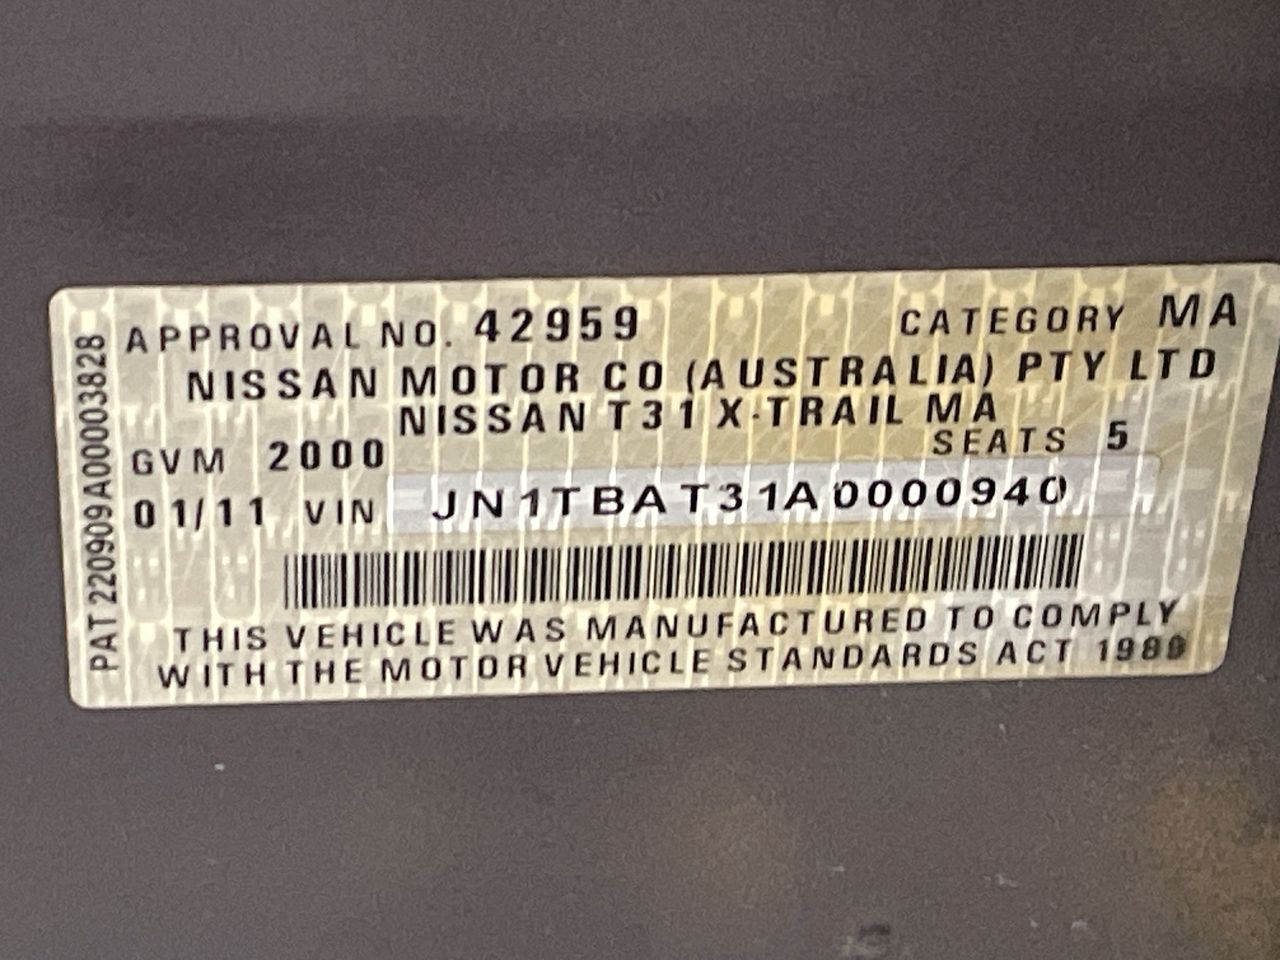 APPROVAL NO. 42959 CATEGORY MA
NISSAN MOTOR CO (AUSTRALIA) PTY LTD
NISSAN T31 X-TRAIL MA
GVM 2000 SEATS 5
01/11 VIN JN1TBAT31A0000940
THIS VEHICLE WAS MANUFACTURED TO COMPLY
WITH THE MOTOR VEHICLE STANDARDS ACT 1989
PAT 220909A00003828